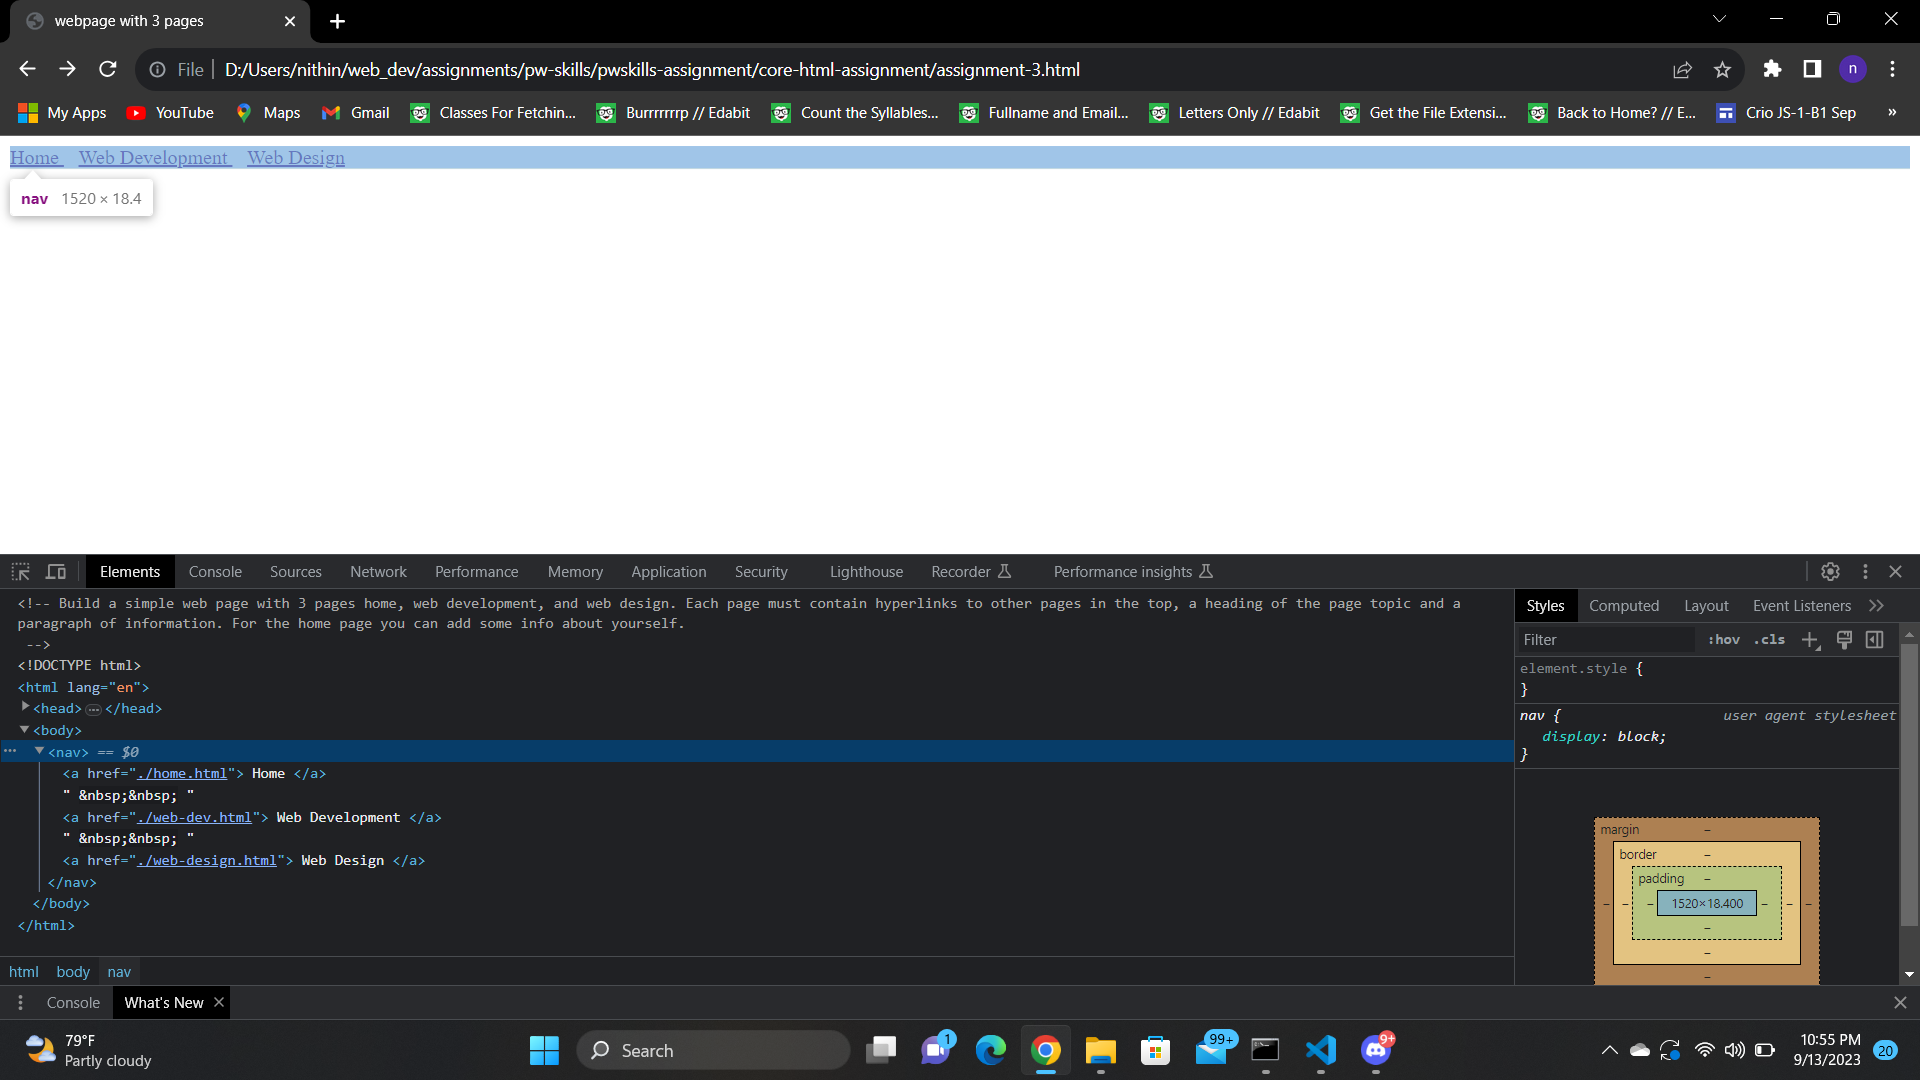 webpage with 3 pages
File D:/Users/nithin/web_dev/assignments/pw-skills/pwskills-assignment/core-html-assignment/assignment-3.html n
My Apps YouTube Maps Gmail Classes For Fetchin... Burrrrrrrp // Edabit Count the Syllables... Fullname and Email... Letters Only // Edabit Get the File Extensi... Back to Home? // E... Crio JS-1-B1 Sep »
Home Web Development Web Design
nav 1520 × 18.4
Elements Console Sources Network Performance Memory Application Security Lighthouse Recorder Performance insights
<!-- Build a simple web page with 3 pages home, web development, and web design. Each page must contain hyperlinks to other pages in the top, a heading of the page topic and a
paragraph of information. For the home page you can add some info about yourself.
-->
<!DOCTYPE html>
<html lang="en">
<head> … </head>
<body>
<nav> == $0
<a href="./home.html"> Home </a>
" &nbsp;&nbsp; "
<a href="./web-dev.html"> Web Development </a>
" &nbsp;&nbsp; "
<a href="./web-design.html"> Web Design </a>
</nav>
</body>
</html>
html body nav
Styles Computed Layout Event Listeners
Filter :hov .cls
element.style {
}
nav { user agent stylesheet
display: block;
}
margin –
border –
padding –
– – – 1520×18.400 – – –
–
–
–
Console What's New
79°F
Partly cloudy
Search
1
99+
9+
10:55 PM
9/13/2023
20